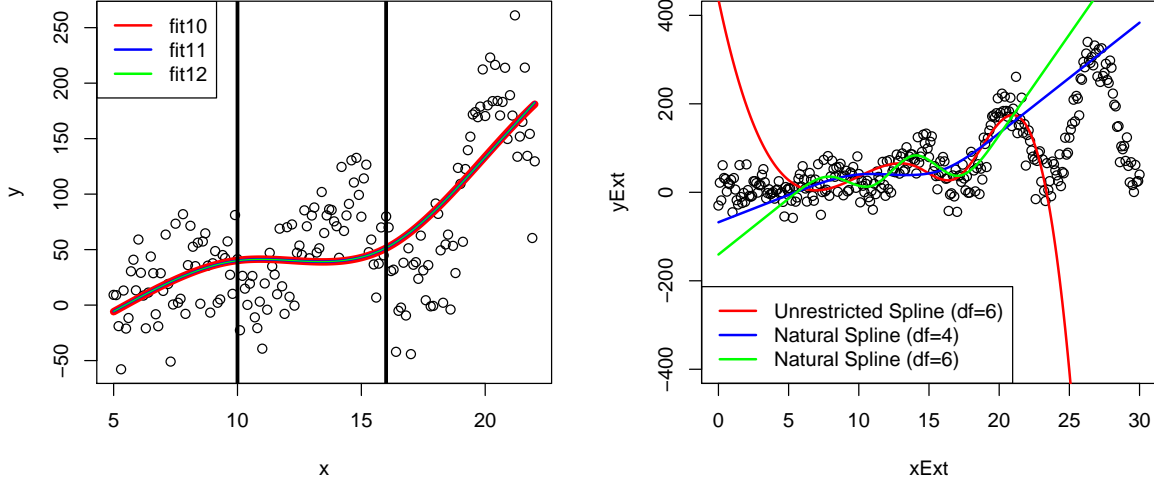 fit10
fit11
fit12
250
200
150
100
50
0
−50
y
5
10
15
20
x
400
200
0
−200
−400
yExt
Unrestricted Spline (df=6)
Natural Spline (df=4)
Natural Spline (df=6)
0
5
10
15
20
25
30
xExt